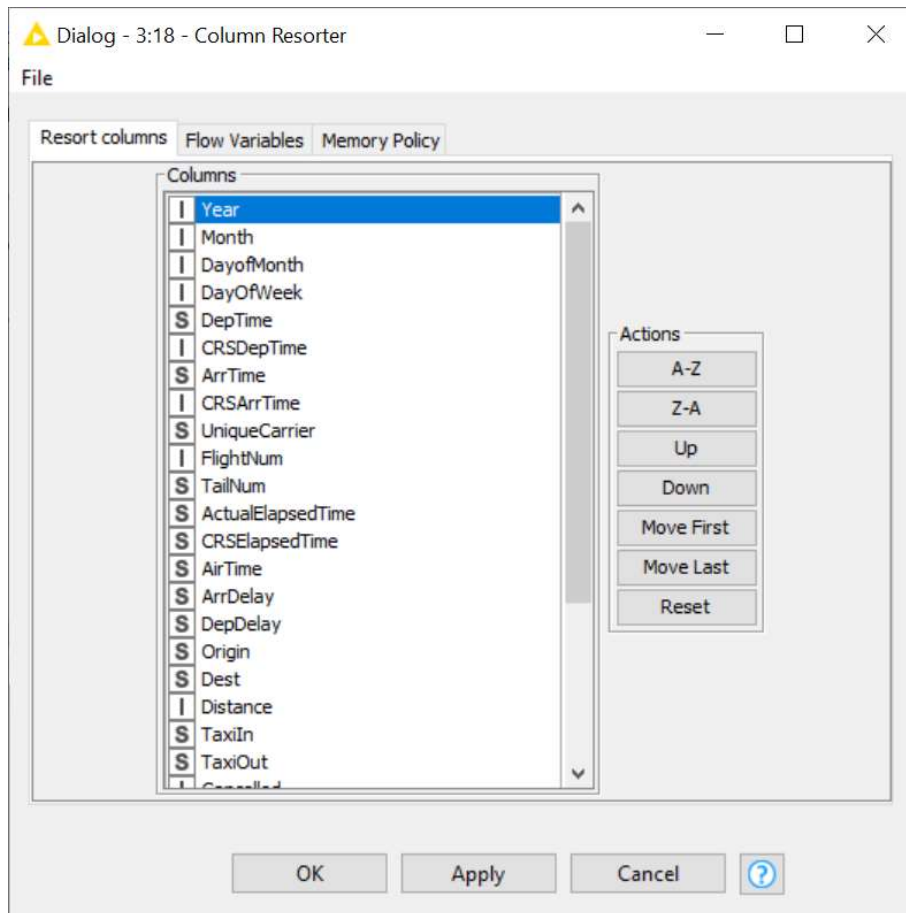 Dialog - 3:18 - Column Resorter
File
Resort columns Flow Variables Memory Policy
Columns
I Year
I Month
I DayofMonth
I DayOfWeek
S DepTime
I CRSDepTime
S ArrTime
I CRSArrTime
S UniqueCarrier
I FlightNum
S TailNum
S ActualElapsedTime
S CRSElapsedTime
S AirTime
S ArrDelay
S DepDelay
S Origin
S Dest
I Distance
S TaxiIn
S TaxiOut
I Cancelled
Actions
A-Z
Z-A
Up
Down
Move First
Move Last
Reset
OK Apply Cancel ?